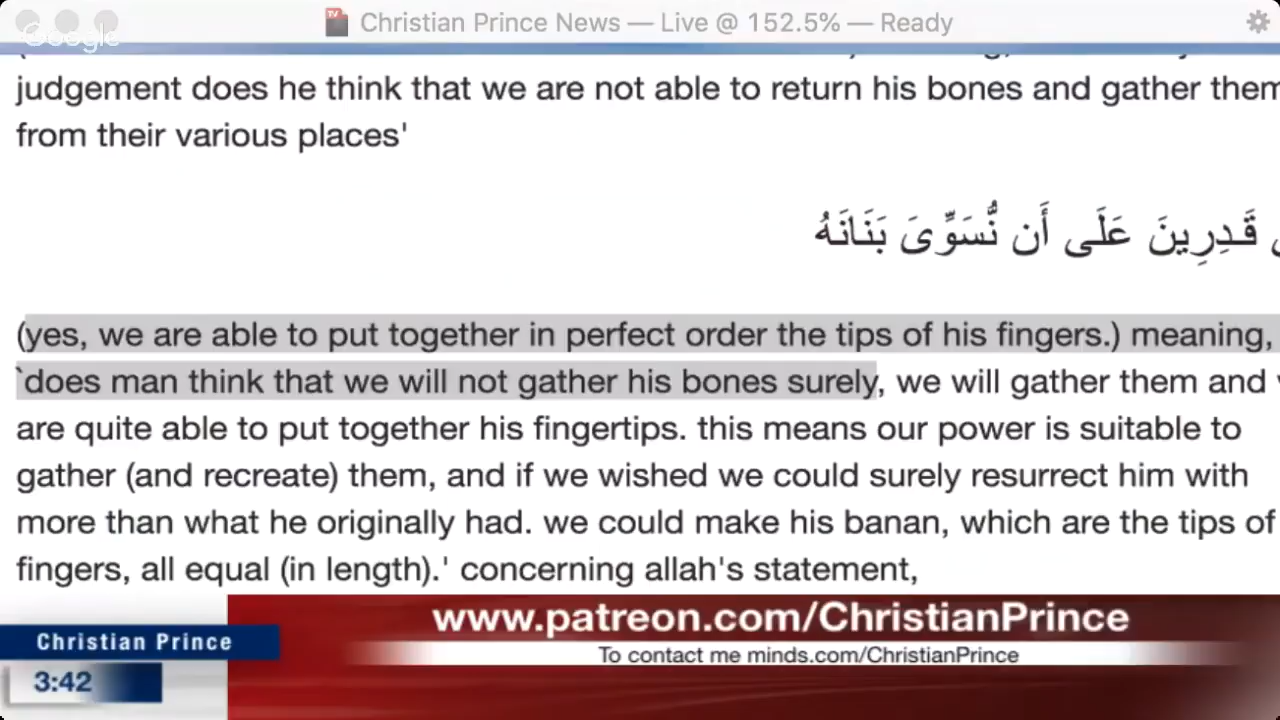 Christian Prince News — Live @ 152.5% — Ready
Google
judgement does he think that we are not able to return his bones and gather them
from their various places'
قَـدِرِينَ عَلَى أَن نُّسَوِّىَ بَنَانَهُ
(yes, we are able to put together in perfect order the tips of his fingers.) meaning,
`does man think that we will not gather his bones surely, we will gather them and
are quite able to put together his fingertips. this means our power is suitable to
gather (and recreate) them, and if we wished we could surely resurrect him with
more than what he originally had. we could make his banan, which are the tips of
fingers, all equal (in length).' concerning allah's statement,
www.patreon.com/ChristianPrince
Christian Prince
To contact me minds.com/ChristianPrince
3:42